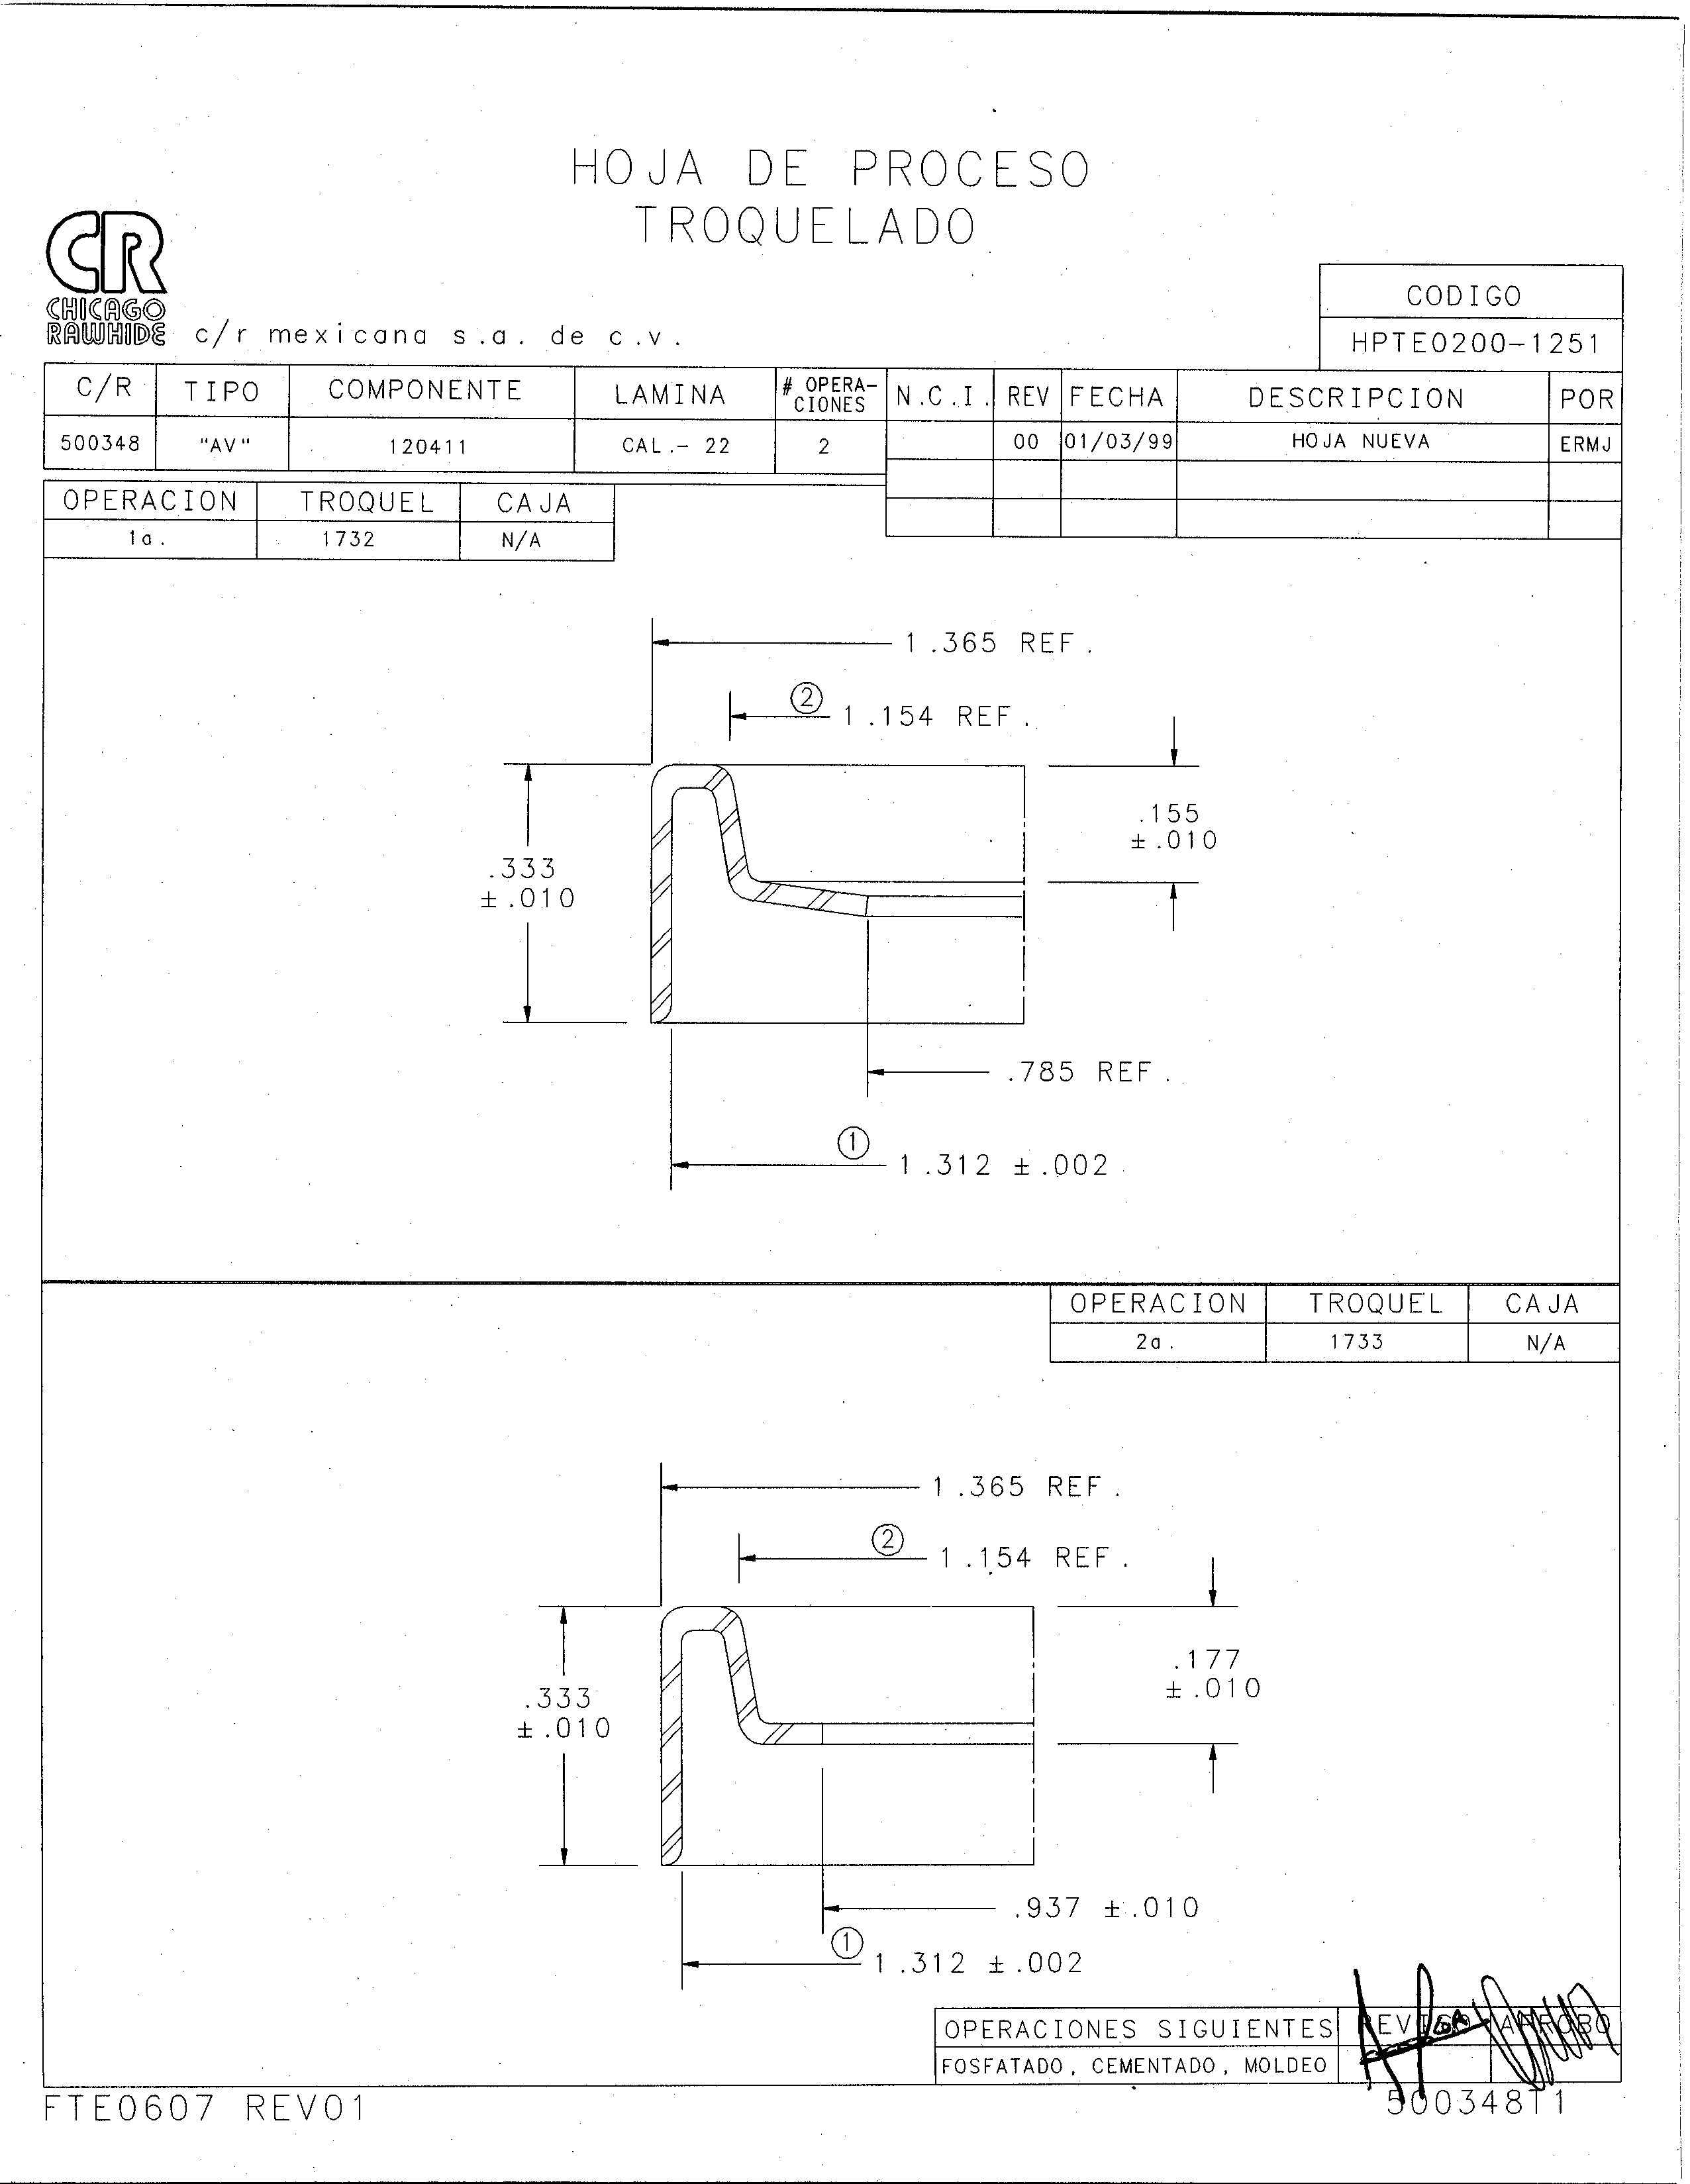 HOJA DE PROCESO
TROQUELADO
CR
CHICAGO
RAWHIDE
c/r mexicana s.a. de c.v.
CODIGO
HPTE0200-1251
C/R TIPO COMPONENTE LAMINA # OPERA-CIONES N.C.I. REV FECHA DESCRIPCION POR
500348 "AV" 120411 CAL.- 22 2 00 01/03/99 HOJA NUEVA ERMJ
OPERACION TROQUEL CAJA
1a. 1732 N/A
1.365 REF.
2 1.154 REF.
.155
±.010
.333
±.010
.785 REF.
1 1.312 ±.002
OPERACION TROQUEL CAJA
2a. 1733 N/A
1.365 REF.
2 1.154 REF.
.177
±.010
.333
±.010
.937 ±.010
1 1.312 ±.002
OPERACIONES SIGUIENTES REVISO APROBO
FOSFATADO, CEMENTADO, MOLDEO
FTE0607 REV01
500348T1